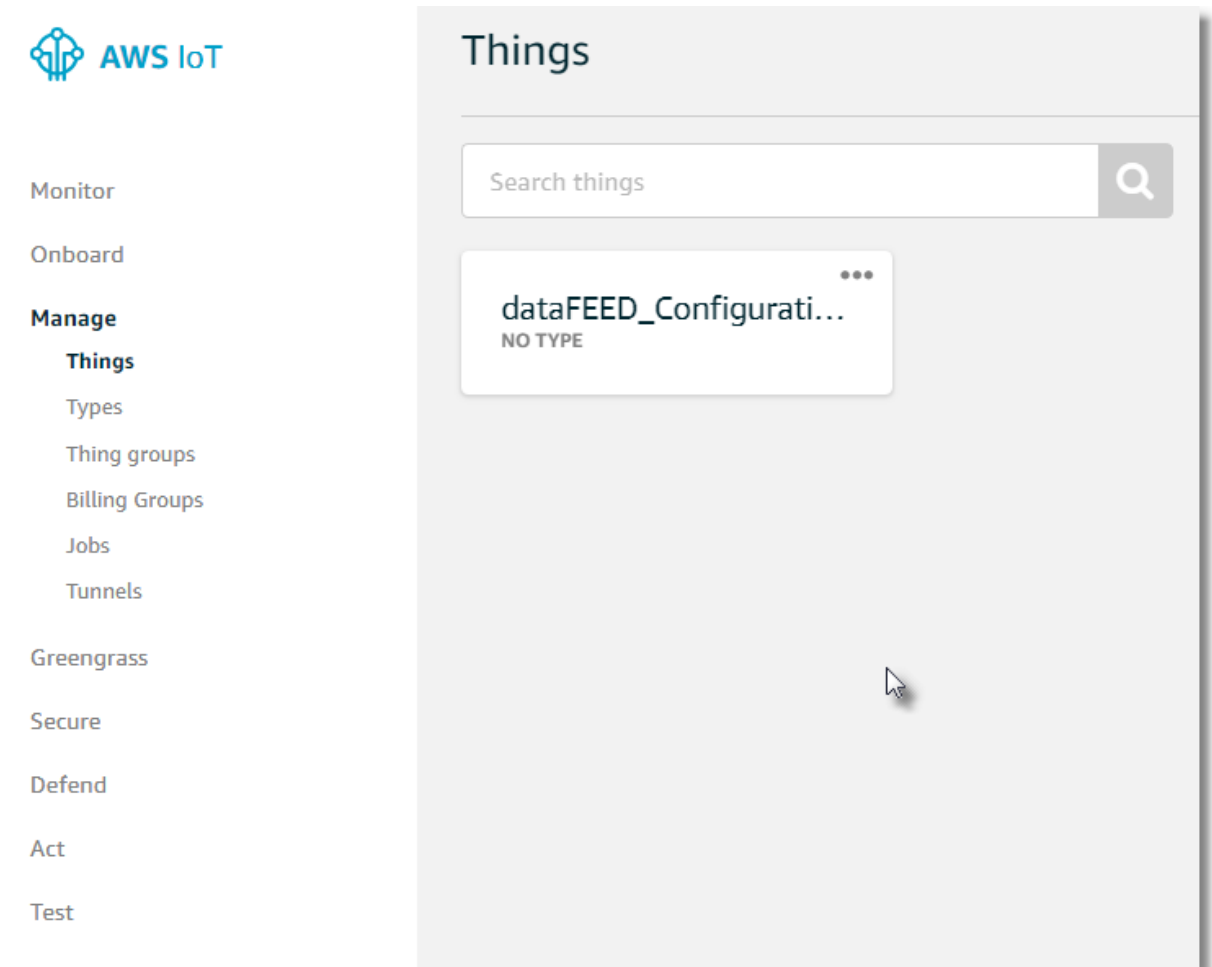 AWS IoT
Monitor
Onboard
Manage
Things
Types
Thing groups
Billing Groups
Jobs
Tunnels
Greengrass
Secure
Defend
Act
Test
Things
Search things
dataFEED_Configurati...
NO TYPE